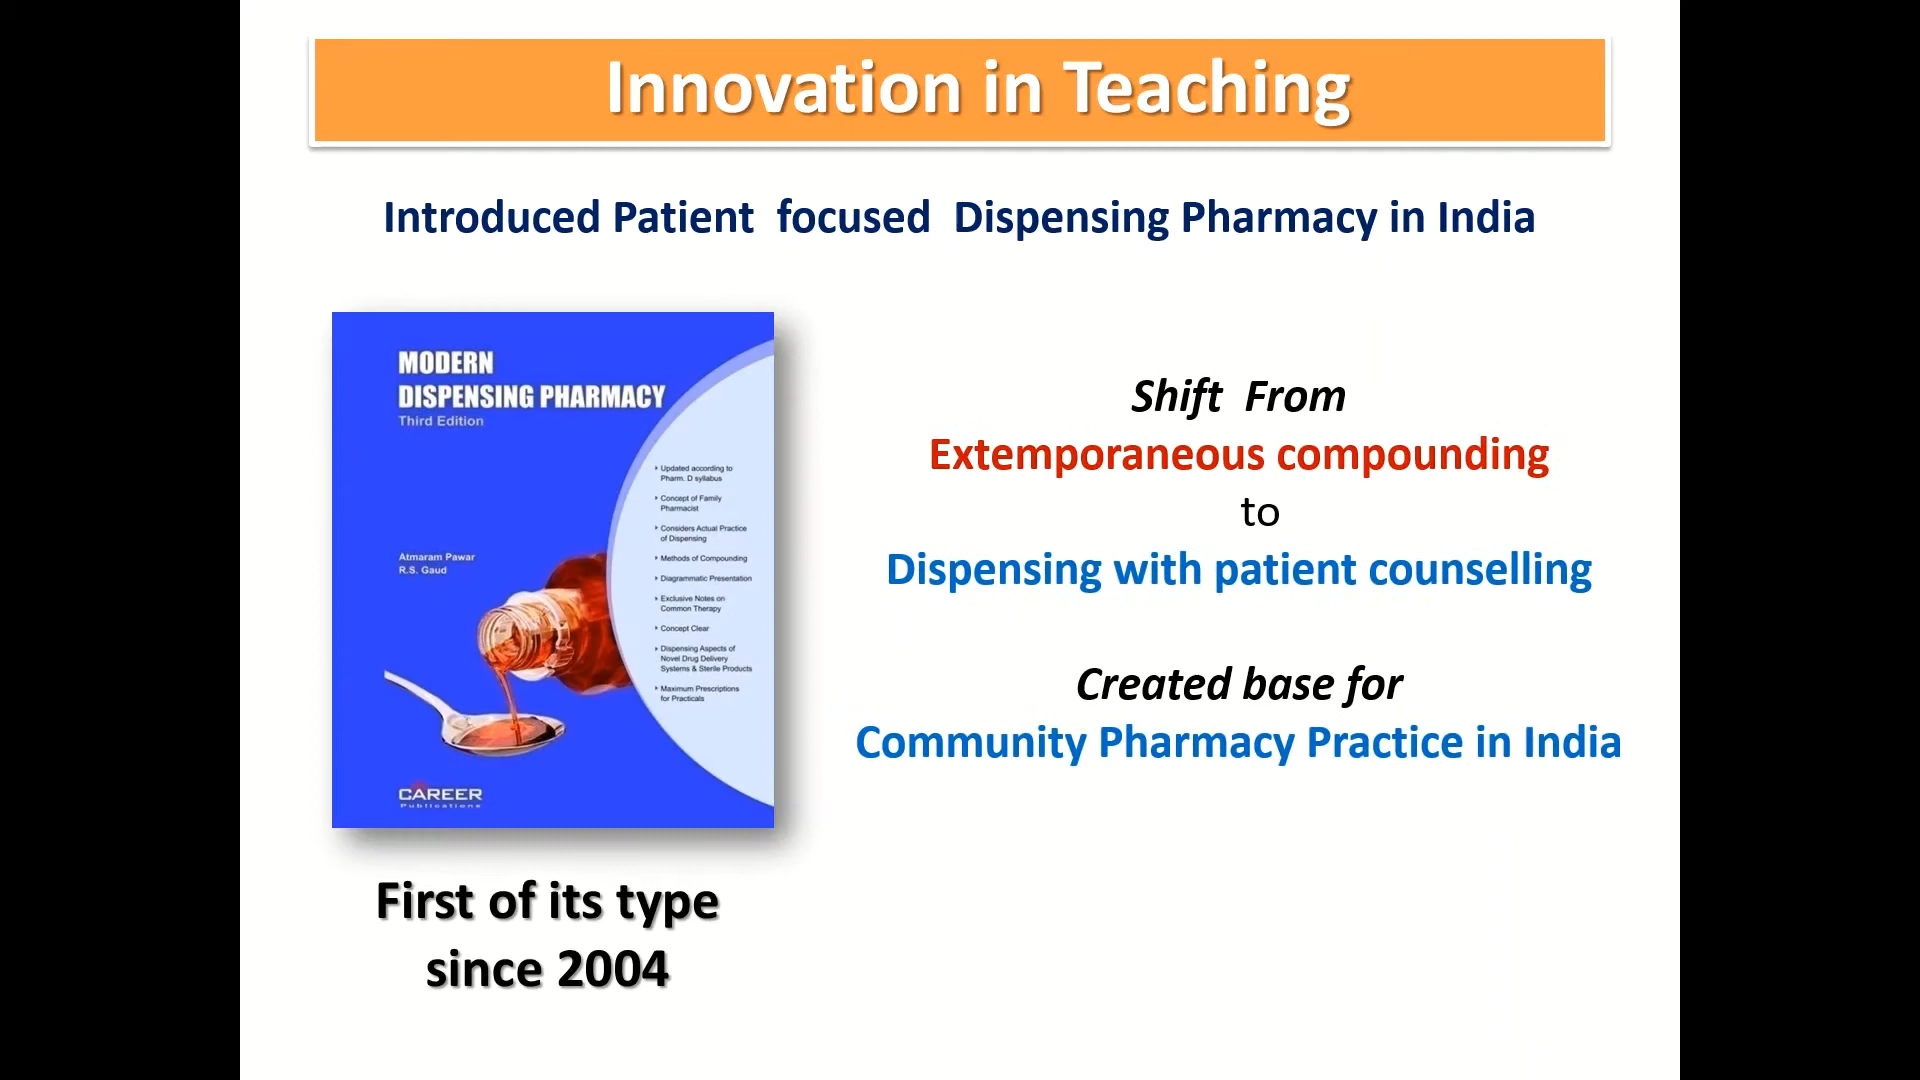 Innovation in Teaching
Introduced Patient focused Dispensing Pharmacy in India
MODERN
DISPENSING PHARMACY
Third Edition
Updated according to
Pharm. D syllabus
Concept of Family
Pharmacist
Considers Actual Practice
of Dispensing
Methods of Compounding
Diagrammatic Presentation
Exclusive Notes on
Common Therapy
Concept Clear
Dispensing Aspects of
Novel Drug Delivery
Systems & Sterile Products
Maximum Prescriptions
for Practicals
Atmaram Pawar
R.S. Gaud
CAREER
Publications
First of its type
since 2004
Shift From
Extemporaneous compounding
to
Dispensing with patient counselling
Created base for
Community Pharmacy Practice in India